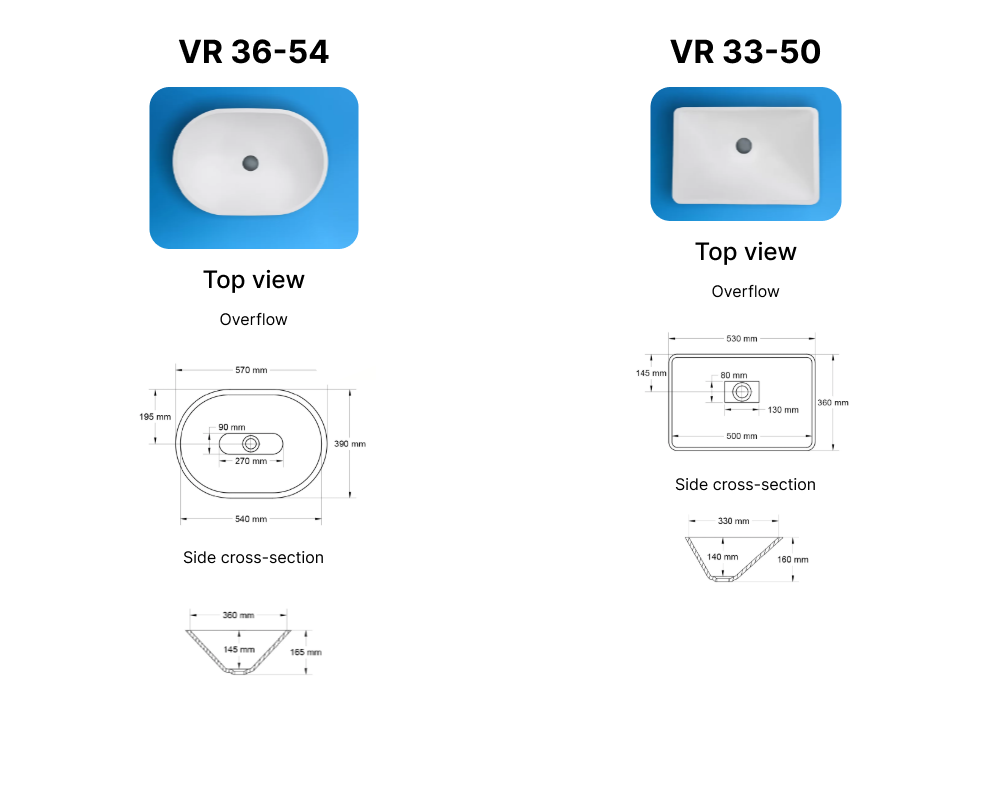 VR 36-54
Top view
Overflow
570 mm
195 mm
90 mm
390 mm
270 mm
540 mm
Side cross-section
360 mm
145 mm
165 mm
VR 33-50
Top view
Overflow
530 mm
145 mm
80 mm
360 mm
130 mm
500 mm
Side cross-section
330 mm
140 mm
160 mm